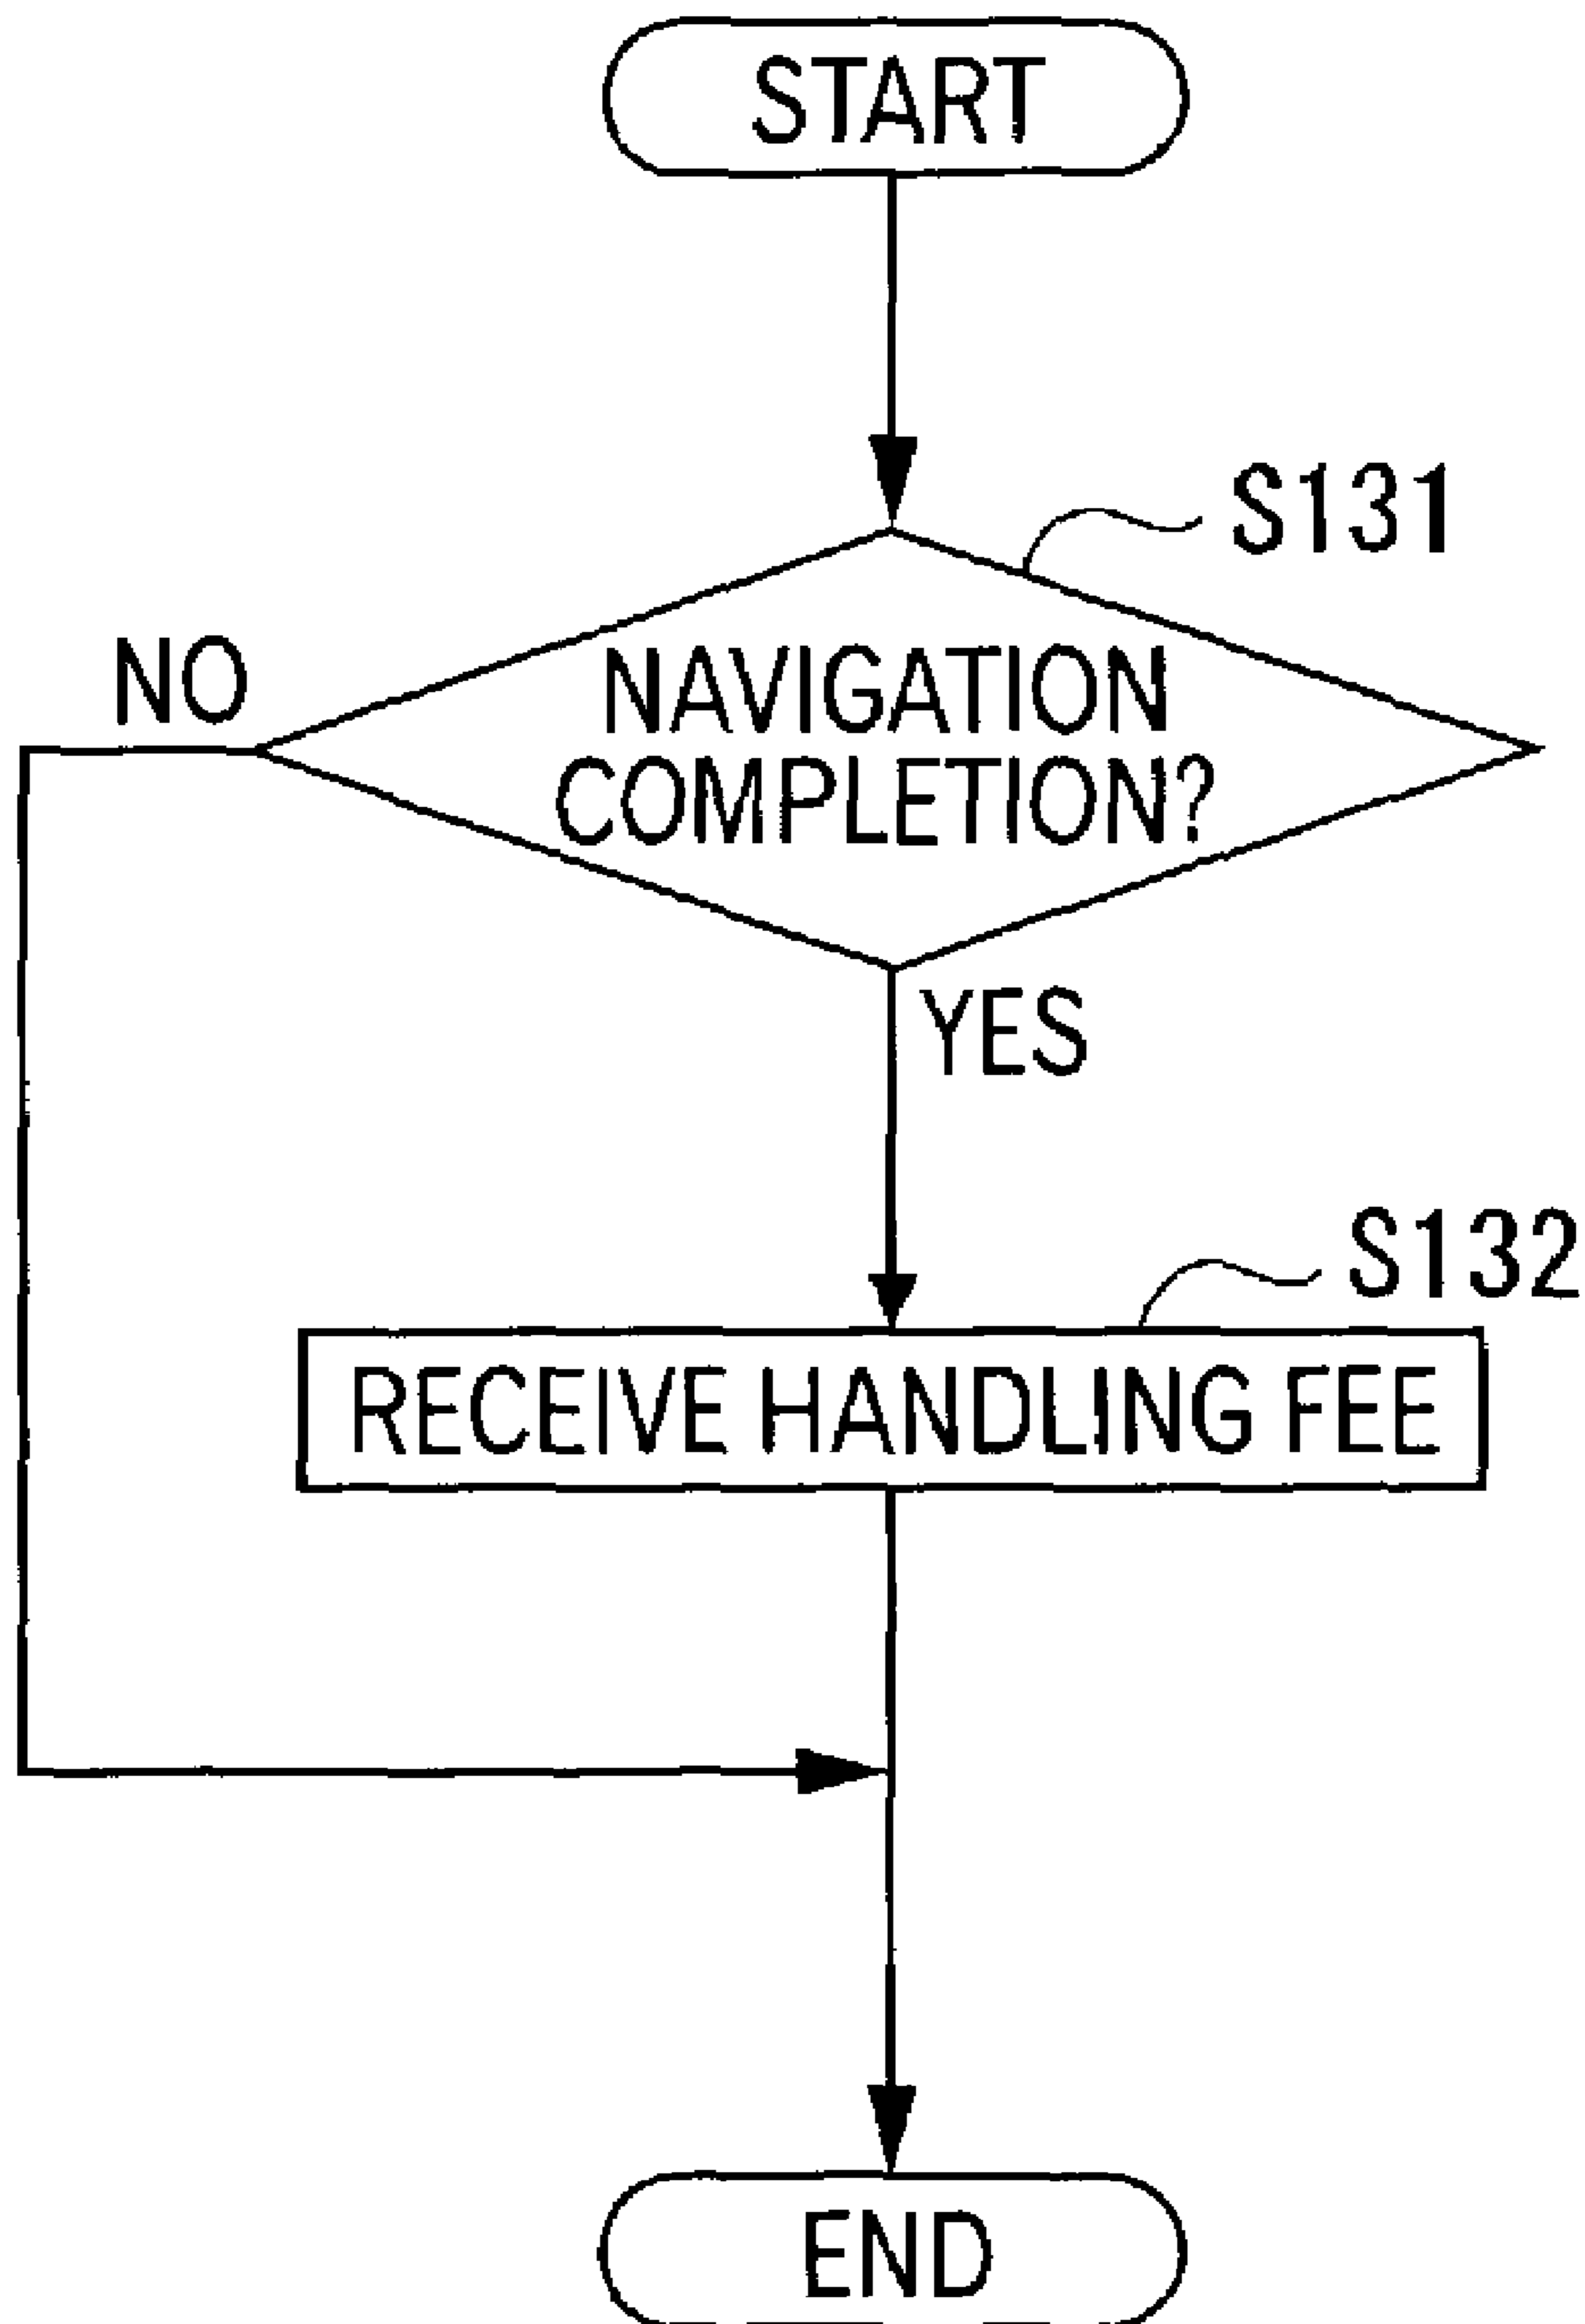 START
S131
NO
NAVIGATION
COMPLETION?
YES
S132
RECEIVE HANDLING FEE
END